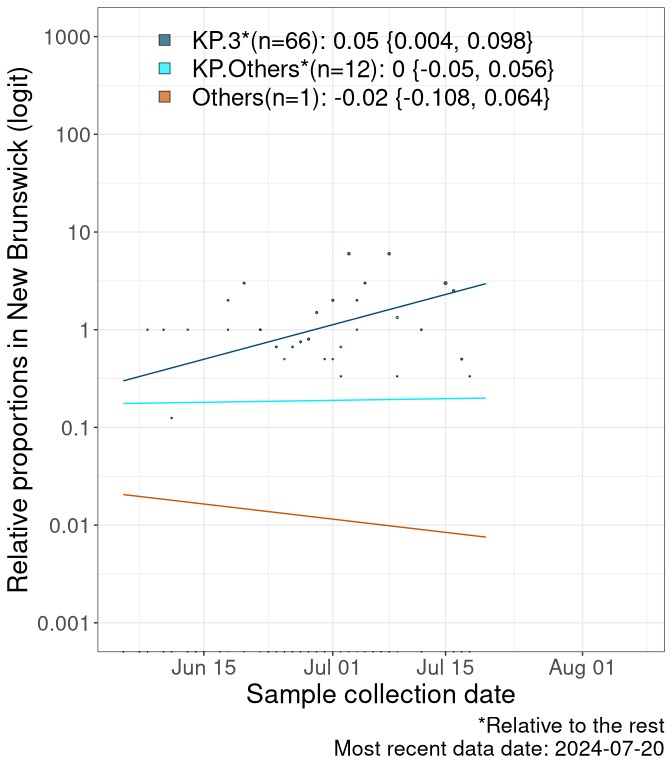 KP.3*(n=66): 0.05 {0.004, 0.098}
KP.Others*(n=12): 0 {-0.05, 0.056}
Others(n=1): -0.02 {-0.108, 0.064}
Relative proportions in New Brunswick (logit)
1000
100
10
1
0.1
0.01
0.001
Jun 15
Jul 01
Jul 15
Aug 01
Sample collection date
*Relative to the rest
Most recent data date: 2024-07-20